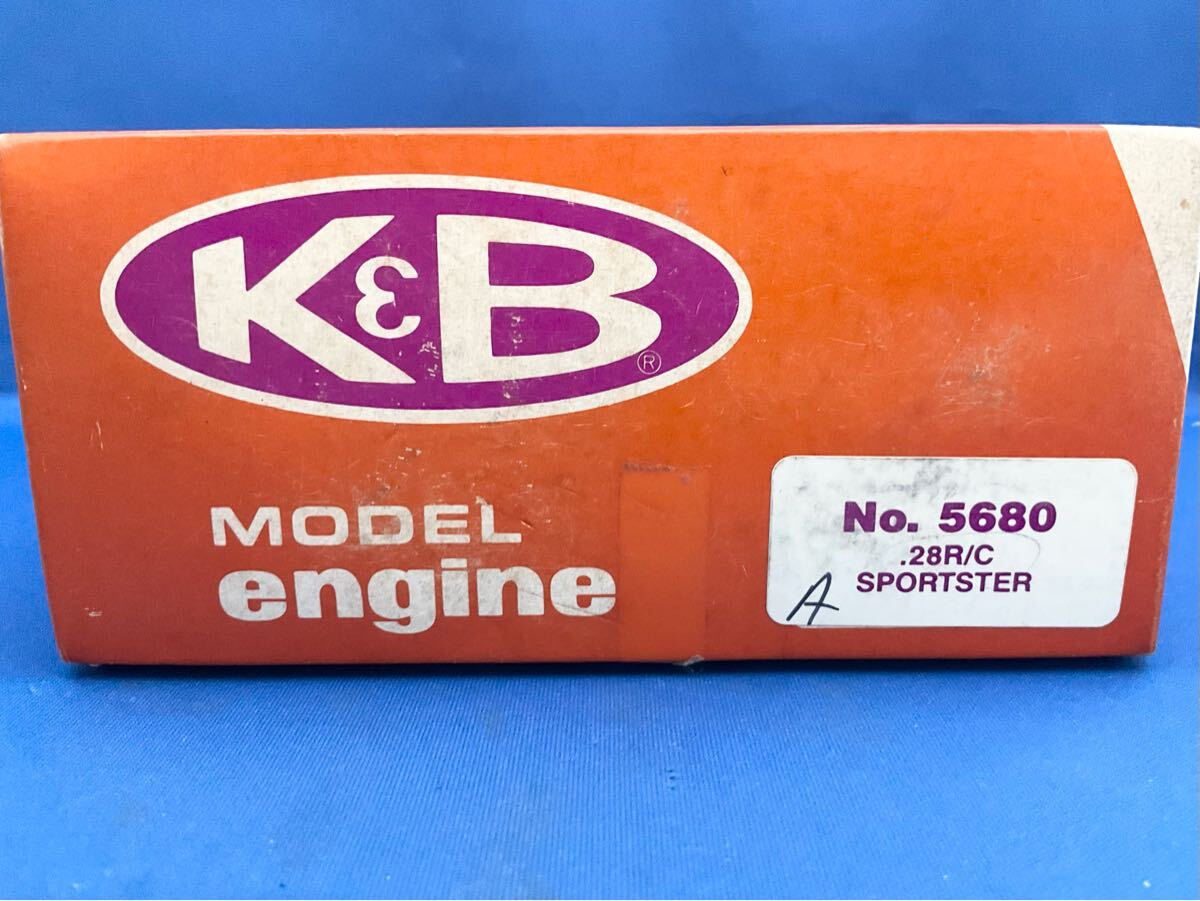 K&B®
MODEL
engine
No. 5680
.28R/C
SPORTSTER
A